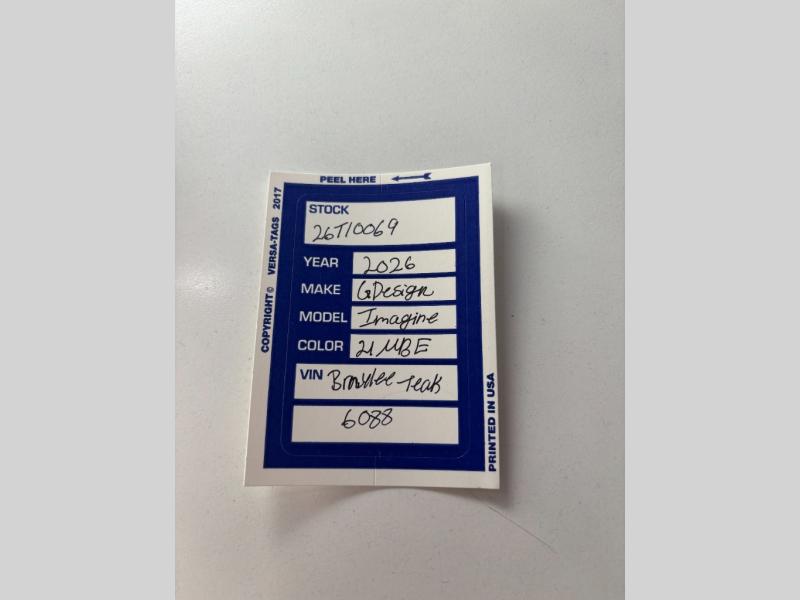 PEEL HERE
COPYRIGHT© VERSA-TAGS 2017
STOCK
26T10069
YEAR 2026
MAKE GDesign
MODEL Imagine
COLOR 21MBE
VIN Brawlee Teak
6088
PRINTED IN USA